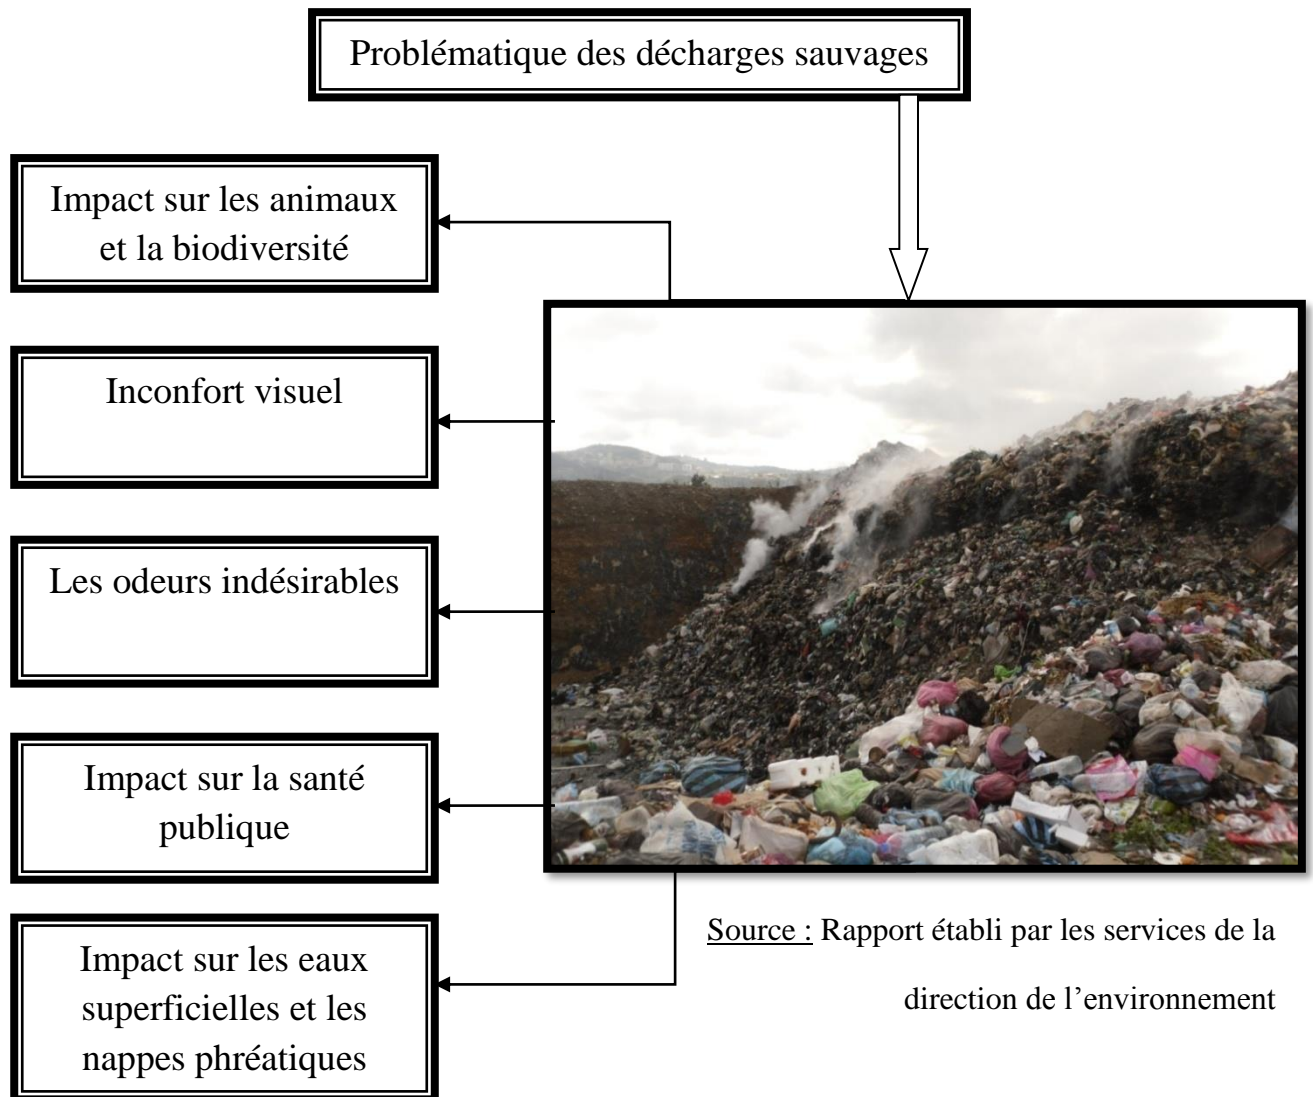 Problématique des décharges sauvages
Impact sur les animaux
et la biodiversité
Inconfort visuel
Les odeurs indésirables
Impact sur la santé
publique
Impact sur les eaux
superficielles et les
nappes phréatiques
Source : Rapport établi par les services de la
direction de l’environnement